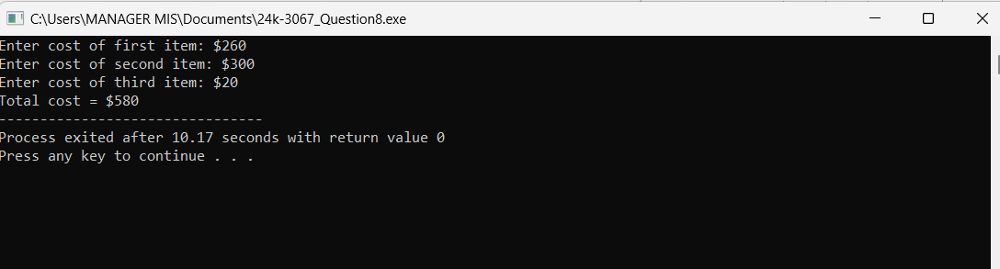 C:\Users\MANAGER MIS\Documents\24k-3067_Question8.exe
Enter cost of first item: $260
Enter cost of second item: $300
Enter cost of third item: $20
Total cost = $580
--------------------------------
Process exited after 10.17 seconds with return value 0
Press any key to continue . . .